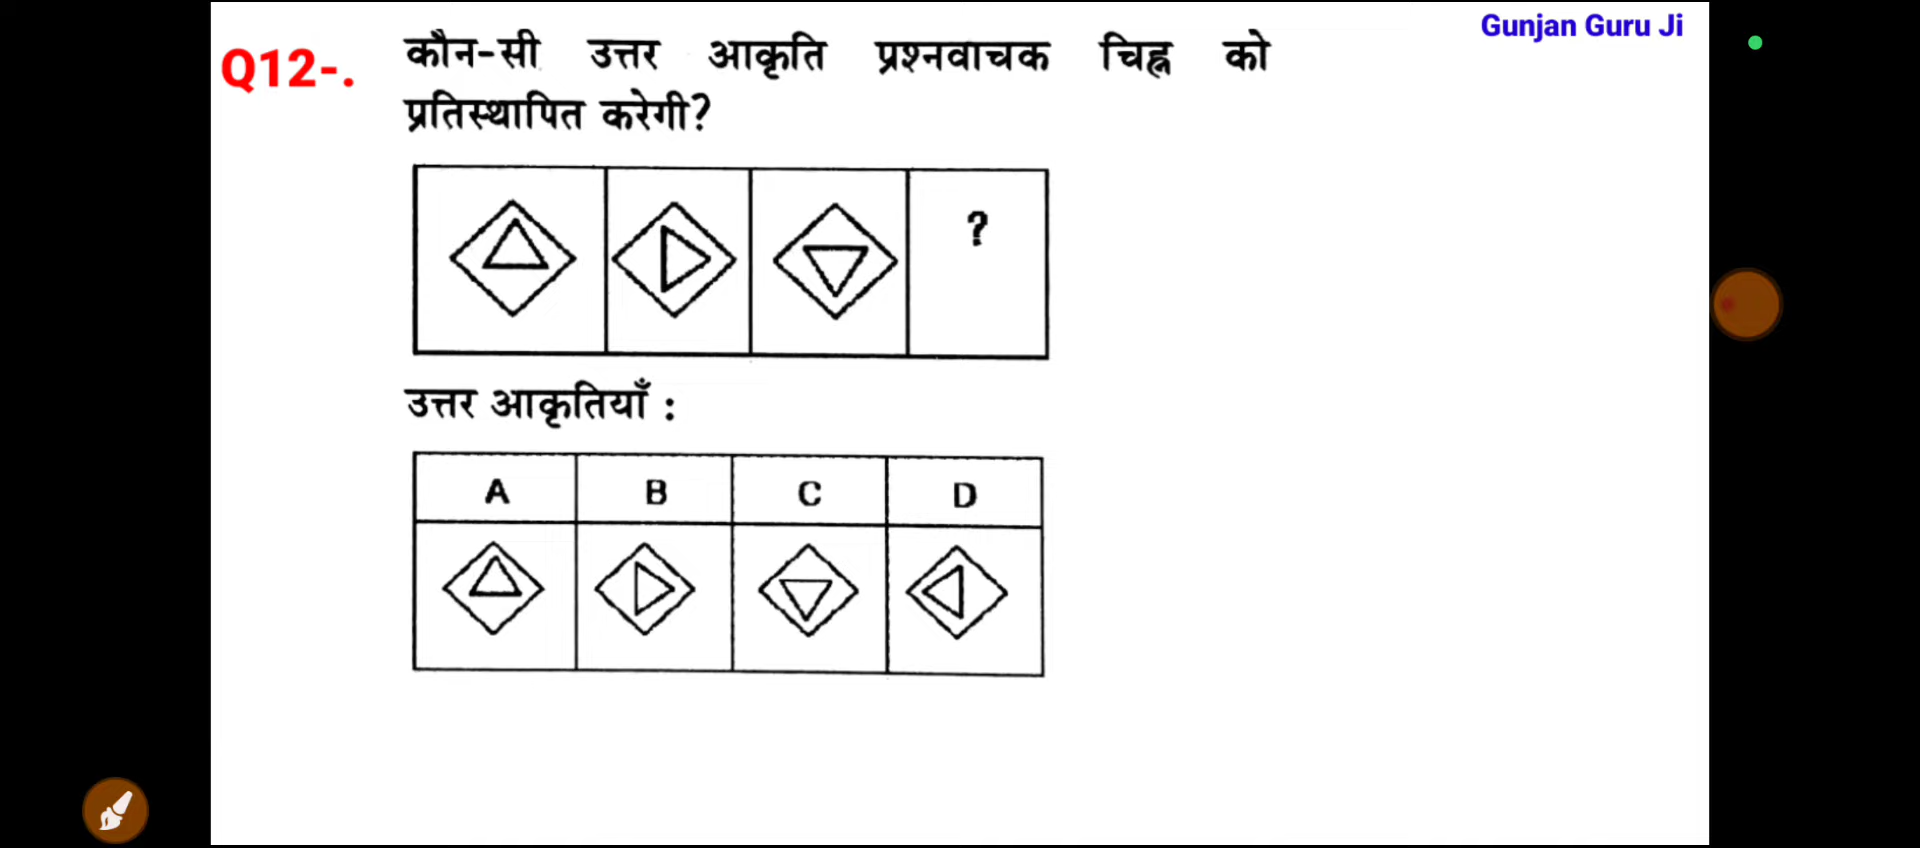 Gunjan Guru Ji
Q12-. कौन-सी उत्तर आकृति प्रश्नवाचक चिह्न को
प्रतिस्थापित करेगी?
?
उत्तर आकृतियाँ :
A B C D